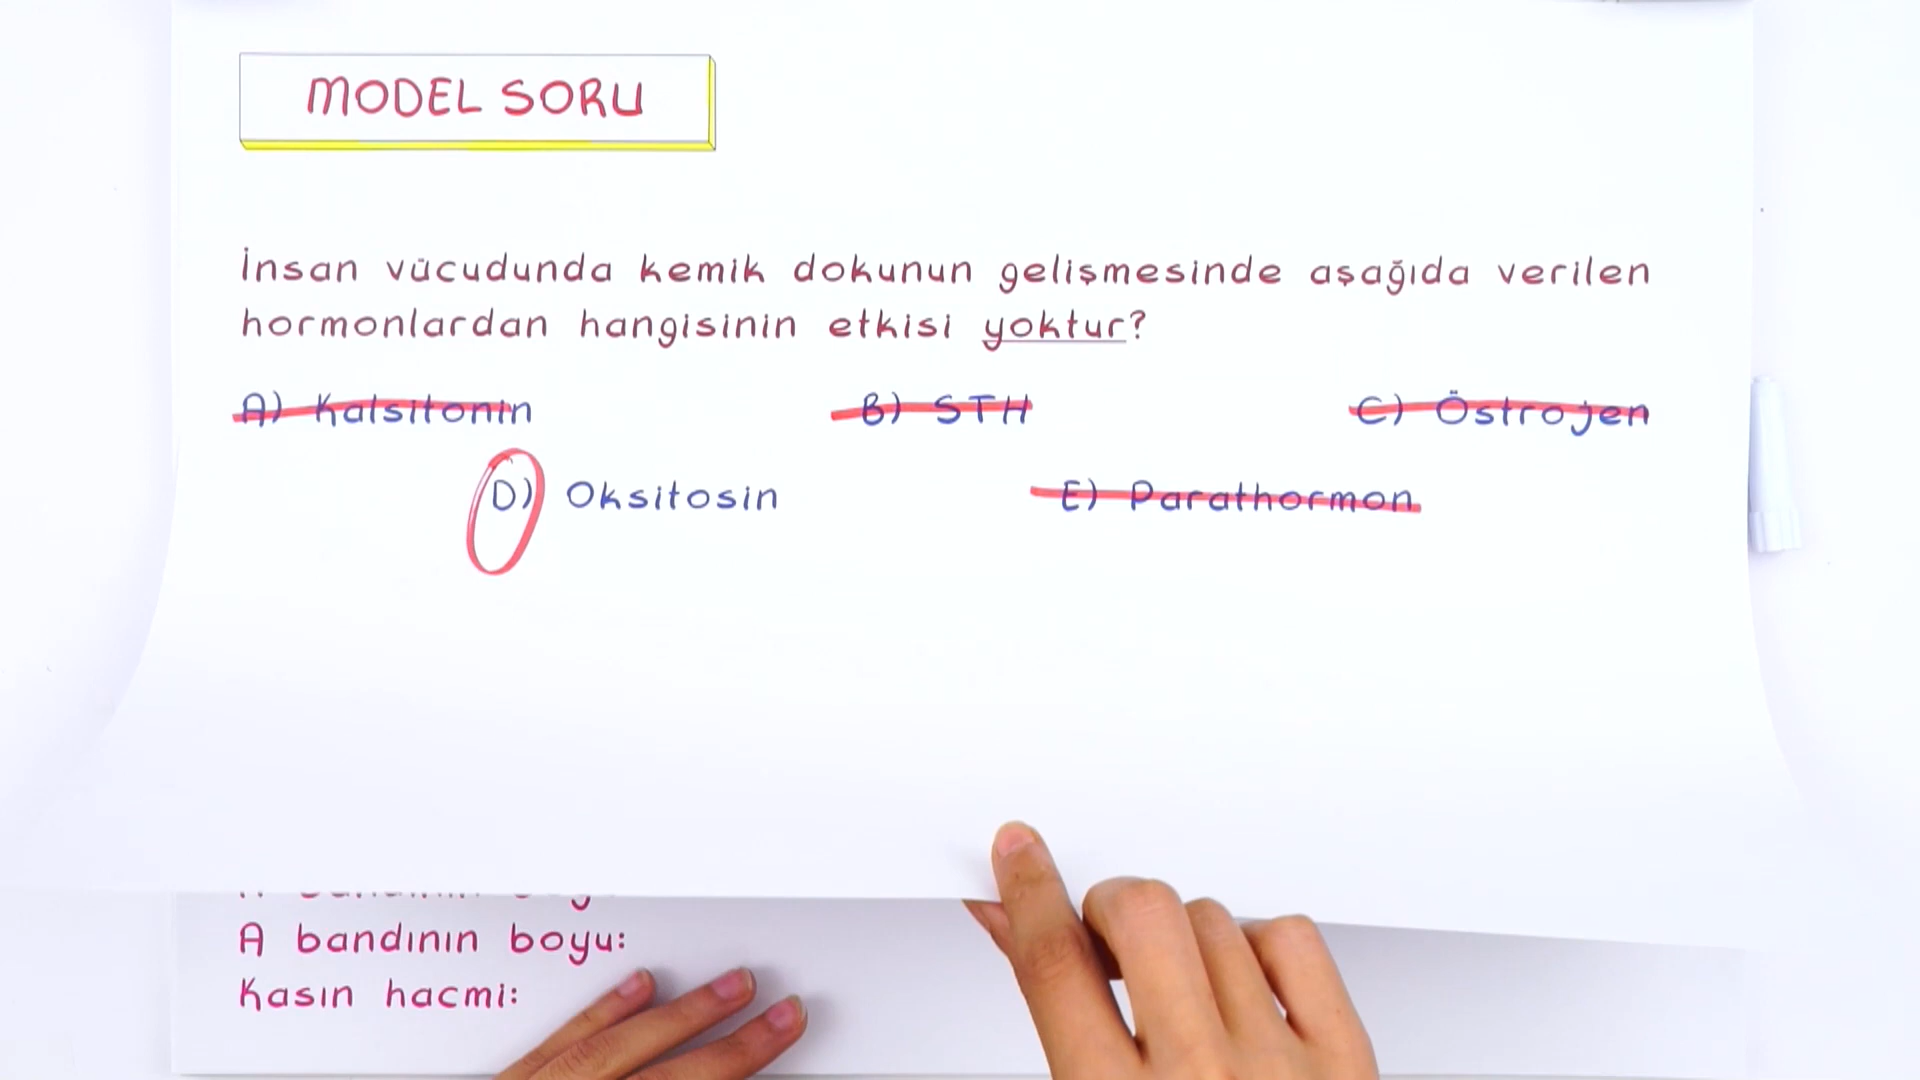 MODEL SORU
İnsan vücudunda kemik dokunun gelişmesinde aşağıda verilen
hormonlardan hangisinin etkisi yoktur?
A) Kalsitonin B) STH C) Östrojen
D) Oksitosin E) Parathormon
A bandının boyu:
Kasın hacmi: